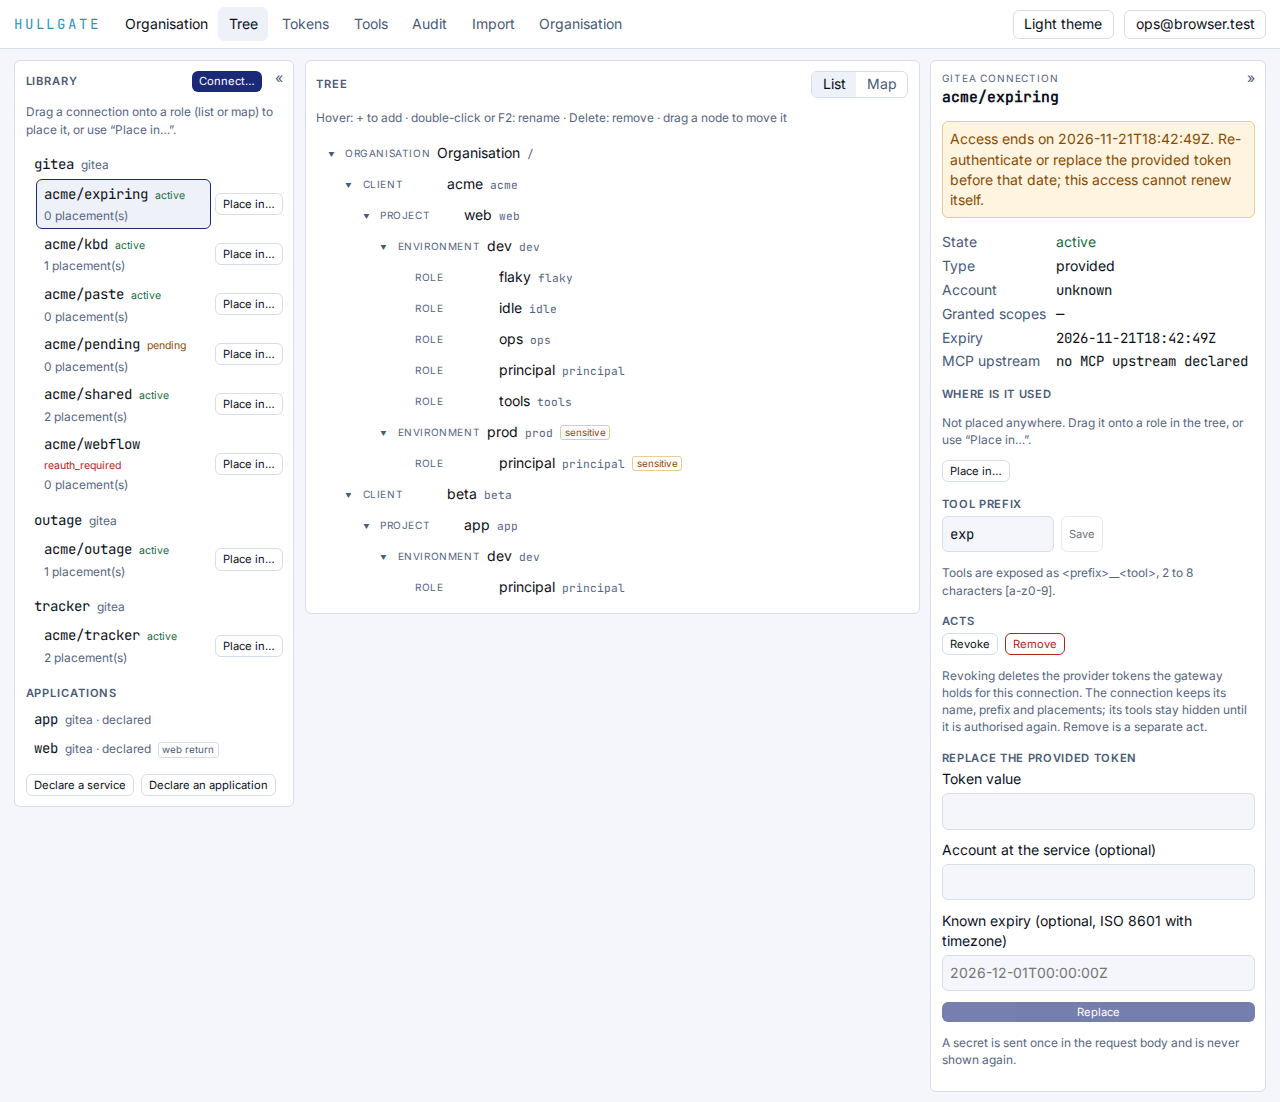 HULLGATE Organisation Tree Tokens Tools Audit Import Organisation Light theme ops@browser.test
LIBRARY Connect... «
Drag a connection onto a role (list or map) to
place it, or use “Place in...”.
gitea gitea
acme/expiring active
0 placement(s)
Place in...
acme/kbd active
1 placement(s)
Place in...
acme/paste active
0 placement(s)
Place in...
acme/pending pending
0 placement(s)
Place in...
acme/shared active
2 placement(s)
Place in...
acme/webflow
reauth_required
0 placement(s)
Place in...
outage gitea
acme/outage active
1 placement(s)
Place in...
tracker gitea
acme/tracker active
2 placement(s)
Place in...
APPLICATIONS
app gitea · declared
web gitea · declared web return
Declare a service Declare an application
TREE List Map
Hover: + to add · double-click or F2: rename · Delete: remove · drag a node to move it
▾ ORGANISATION Organisation /
▾ CLIENT acme acme
▾ PROJECT web web
▾ ENVIRONMENT dev dev
ROLE flaky flaky
ROLE idle idle
ROLE ops ops
ROLE principal principal
ROLE tools tools
▾ ENVIRONMENT prod prod sensitive
ROLE principal principal sensitive
▾ CLIENT beta beta
▾ PROJECT app app
▾ ENVIRONMENT dev dev
ROLE principal principal
GITEA CONNECTION »
acme/expiring
Access ends on 2026-11-21T18:42:49Z. Re-
authenticate or replace the provided token
before that date; this access cannot renew
itself.
State active
Type provided
Account unknown
Granted scopes —
Expiry 2026-11-21T18:42:49Z
MCP upstream no MCP upstream declared
WHERE IS IT USED
Not placed anywhere. Drag it onto a role in the tree, or
use “Place in...”.
Place in...
TOOL PREFIX
exp Save
Tools are exposed as <prefix>__<tool>, 2 to 8
characters [a-z0-9].
ACTS
Revoke Remove
Revoking deletes the provider tokens the gateway
holds for this connection. The connection keeps its
name, prefix and placements; its tools stay hidden until
it is authorised again. Remove is a separate act.
REPLACE THE PROVIDED TOKEN
Token value
Account at the service (optional)
Known expiry (optional, ISO 8601 with
timezone)
2026-12-01T00:00:00Z
Replace
A secret is sent once in the request body and is never
shown again.